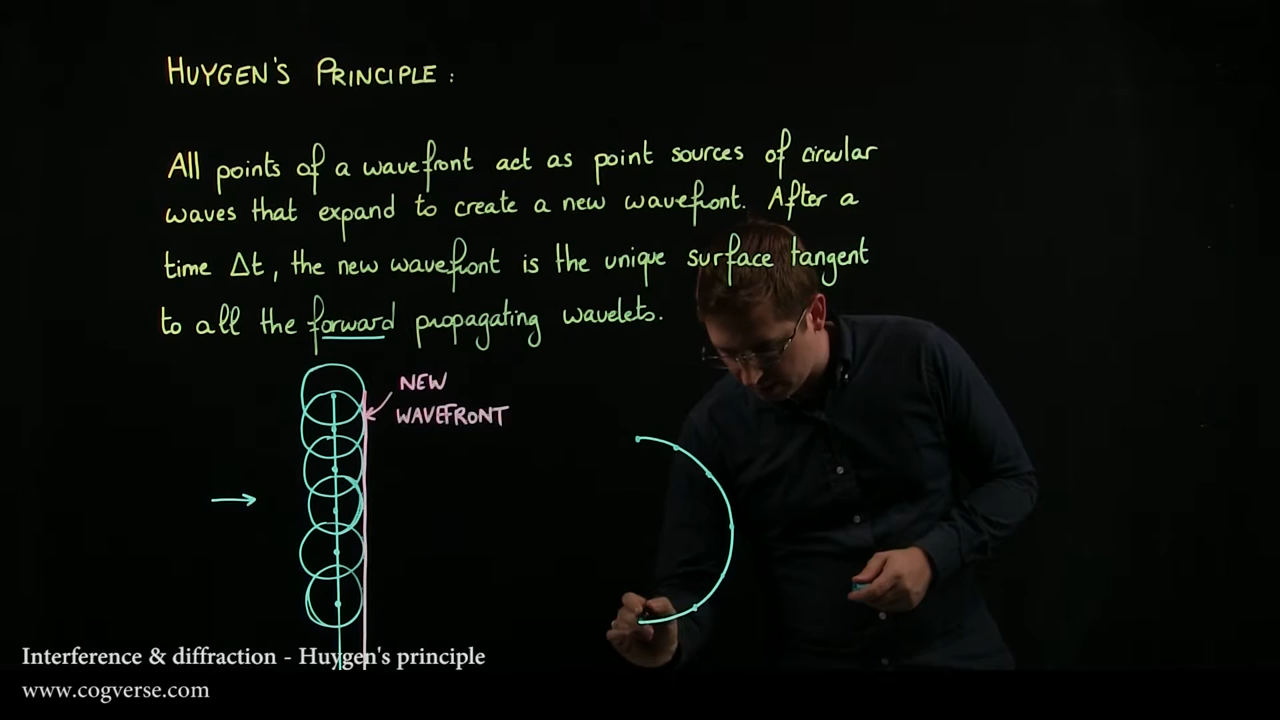 HUYGEN'S PRINCIPLE :
All points of a wavefront act as point sources of circular
waves that expand to create a new wavefront. After a
time Δt, the new wavefront is the unique surface tangent
to all the forward propagating wavelets.
NEW
WAVEFRONT
Interference & diffraction - Huygen's principle
www.cogverse.com